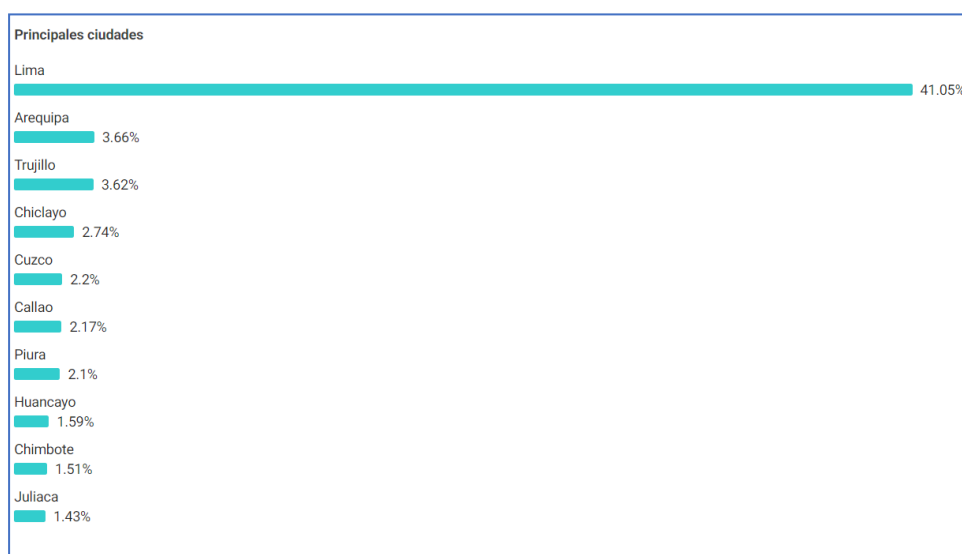 Principales ciudades
Lima
41.05%
Arequipa
3.66%
Trujillo
3.62%
Chiclayo
2.74%
Cuzco
2.2%
Callao
2.17%
Piura
2.1%
Huancayo
1.59%
Chimbote
1.51%
Juliaca
1.43%